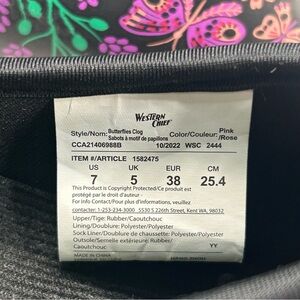 WESTERN CHIEF
Style/Nom: Butterflies Clog Color/Couleur: Pink
Sabots à motif de papillons /Rose
CCA21406988B 10/2022 WSC 2444
ITEM #/ARTICLE 1582475
US EUR CM
7 5 38 25.4
This Product is Copyright Protected/Ce produit est
protégé par le droit d'auteur -
For Info Contact/Pour plus d'informations, veuillez
contacter: 1-253-234-3000 5530 S 226th Street, Kent WA, 98032
Upper/Tige: Rubber/Caoutchouc
Lining/Doublure: Polyester/Polyester
Sock Liner/Doublure de chaussette: Polyester/Polyester
Outsole/Semelle extérieure: Rubber/
Caoutchouc YY
MADE IN CHINA